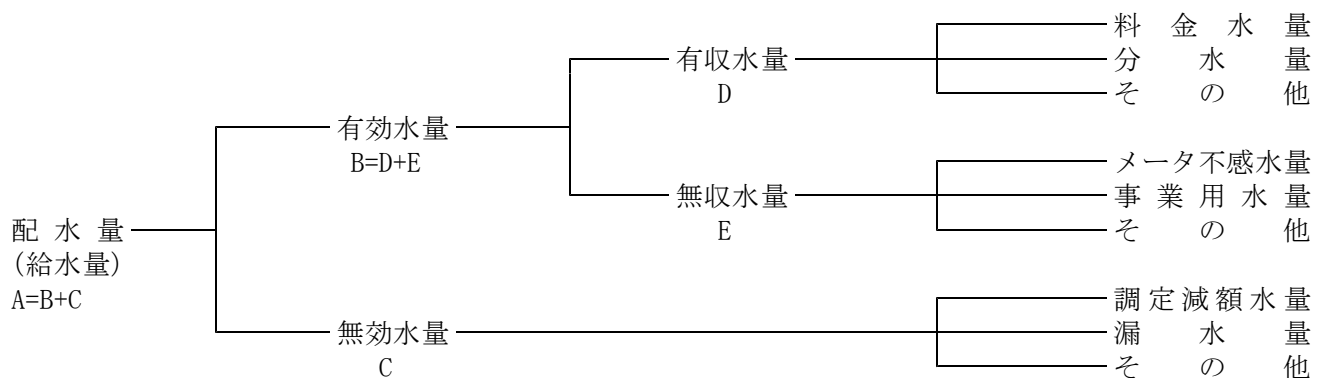 料金水量
有収水量 分水量
D その他
有効水量
B=D+E メータ不感水量
無収水量 事業用水量
配水量 E その他
(給水量)
A=B+C 調定減額水量
無効水量 漏水量
C その他